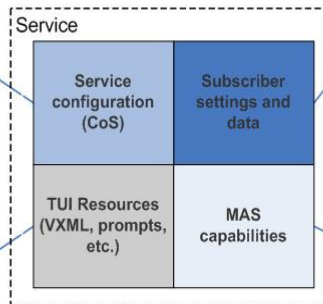 Service
Service
configuration
(CoS)
Subscriber
settings and
data
TUI Resources
(VXML, prompts,
etc.)
MAS
capabilities